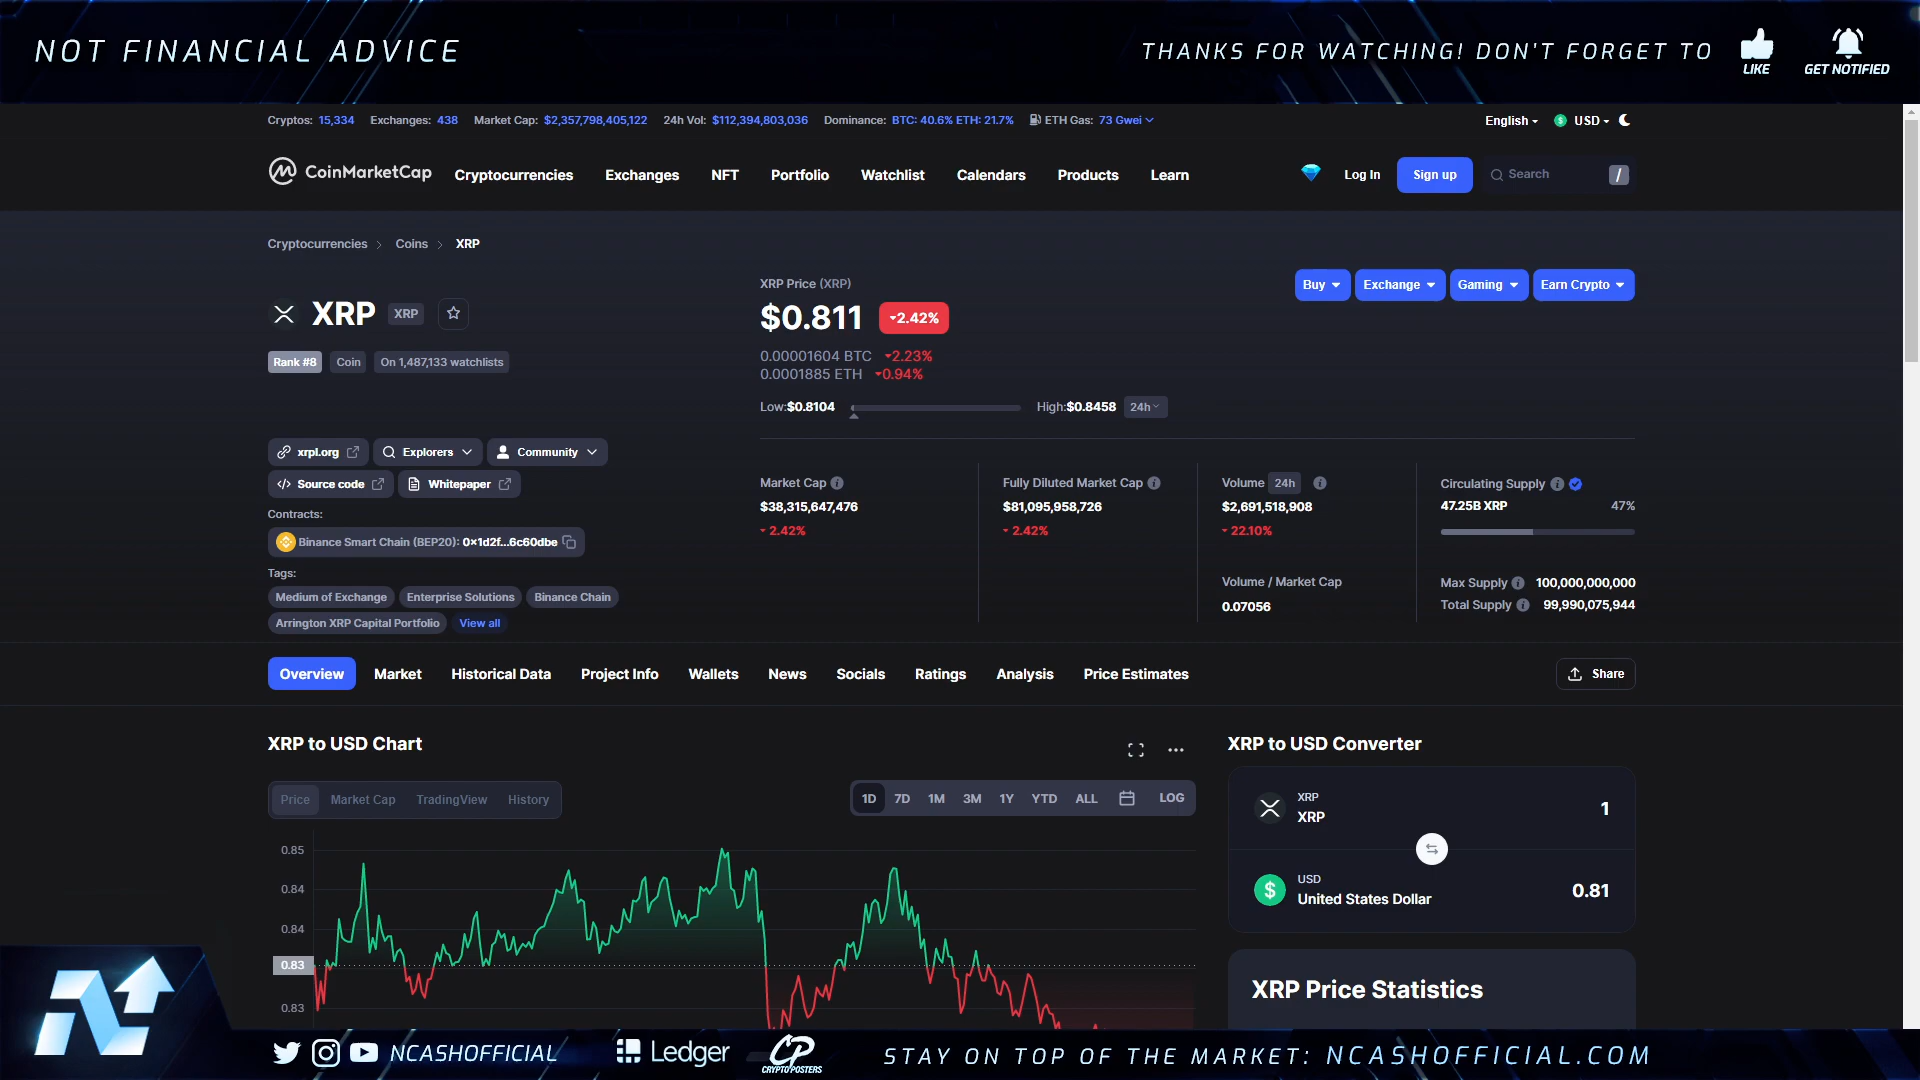 NOT FINANCIAL ADVICE
THANKS FOR WATCHING! DON'T FORGET TO
LIKE
GET NOTIFIED
Cryptos: 15,334 Exchanges: 438 Market Cap: $2,357,798,405,122 24h Vol: $112,394,803,036 Dominance: BTC: 40.6% ETH: 21.7% ETH Gas: 73 Gwei
English USD
CoinMarketCap Cryptocurrencies Exchanges NFT Portfolio Watchlist Calendars Products Learn
Log In Sign up Search /
Cryptocurrencies > Coins > XRP
XRP XRP
Rank #8 Coin On 1,487,133 watchlists
XRP Price (XRP)
$0.811 2.42%
0.00001604 BTC 2.23%
0.0001885 ETH 0.94%
Low:$0.8104 High:$0.8458 24h
Buy Exchange Gaming Earn Crypto
xrpl.org Explorers Community
Source code Whitepaper
Contracts:
Binance Smart Chain (BEP20): 0x1d2f...6c60dbe
Tags:
Medium of Exchange Enterprise Solutions Binance Chain
Arrington XRP Capital Portfolio View all
Market Cap
$38,315,647,476
2.42%
Fully Diluted Market Cap
$81,095,958,726
2.42%
Volume 24h
$2,691,518,908
22.10%
Volume / Market Cap
0.07056
Circulating Supply
47.25B XRP 47%
Max Supply 100,000,000,000
Total Supply 99,990,075,944
Overview Market Historical Data Project Info Wallets News Socials Ratings Analysis Price Estimates
Share
XRP to USD Chart
Price Market Cap TradingView History
1D 7D 1M 3M 1Y YTD ALL LOG
0.85
0.84
0.84
0.83
0.83
XRP to USD Converter
XRP
XRP 1
USD
United States Dollar 0.81
XRP Price Statistics
NCASHOFFICIAL
Ledger
CP
CRYPTO POSTERS
STAY ON TOP OF THE MARKET: NCASHOFFICIAL.COM